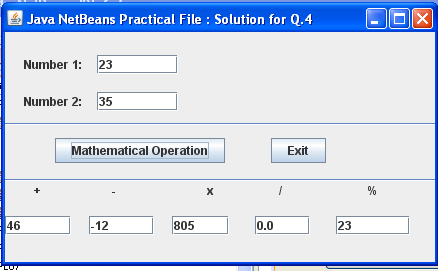 Java NetBeans Practical File : Solution for Q.4
Number 1: 23
Number 2: 35
Mathematical Operation Exit
+ - x / %
46 -12 805 0.0 23